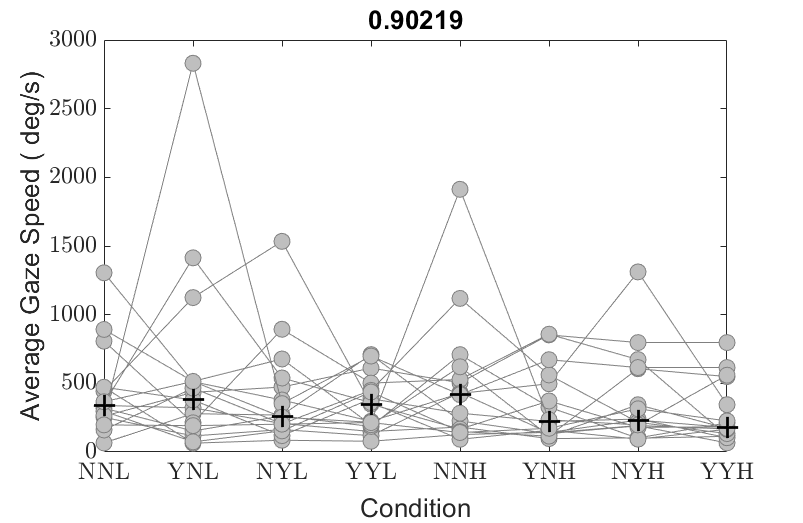 0.90219
3000
2500
2000
1500
1000
500
0
Average Gaze Speed ( deg/s)
NNL YNL NYL YYL NNH YNH NYH YYH
Condition